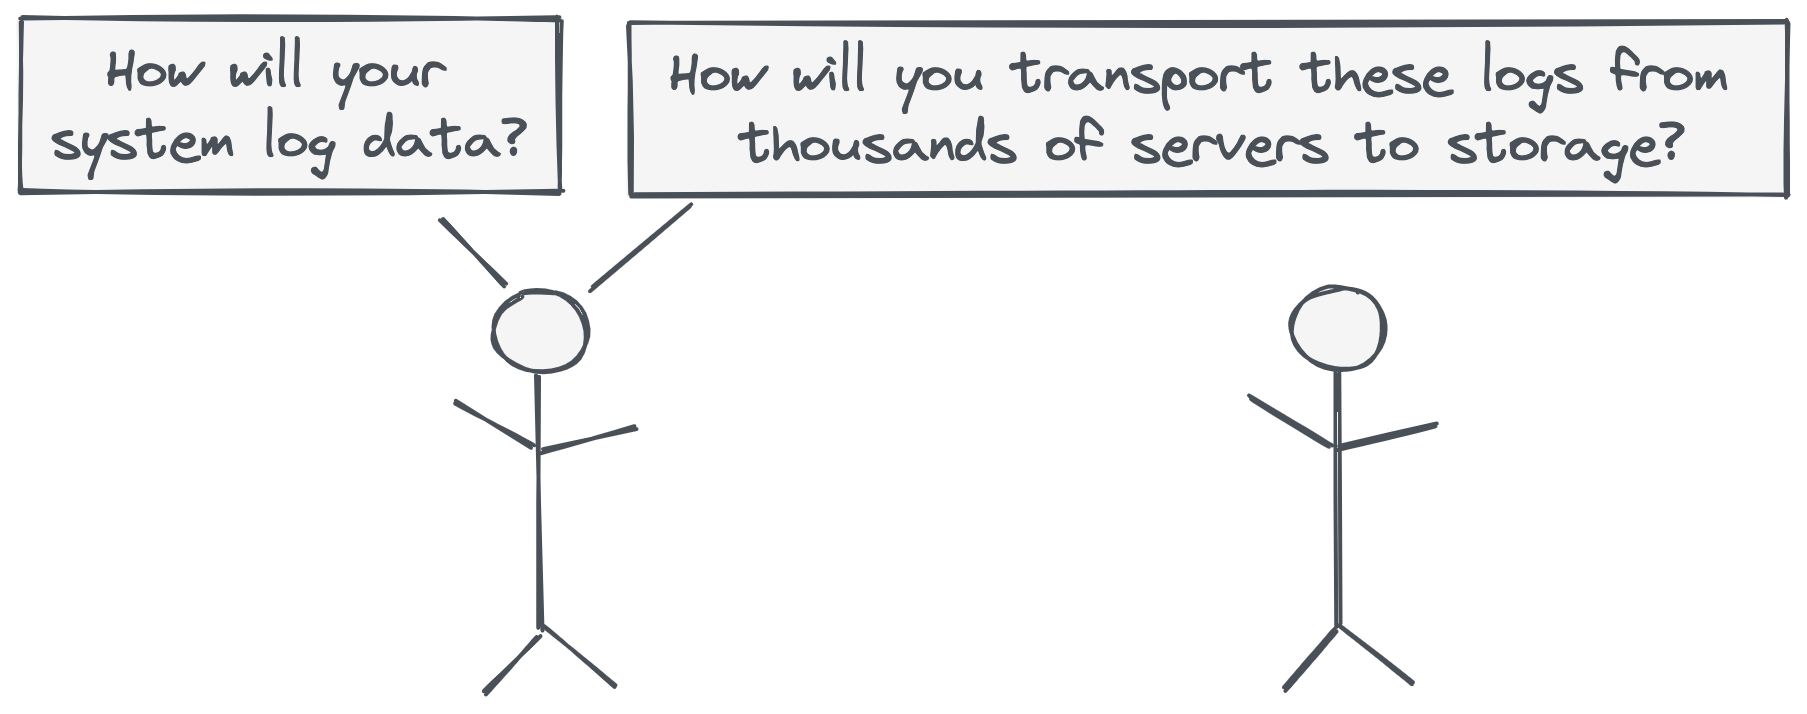 How will your
system log data?
How will you transport these logs from
thousands of servers to storage?